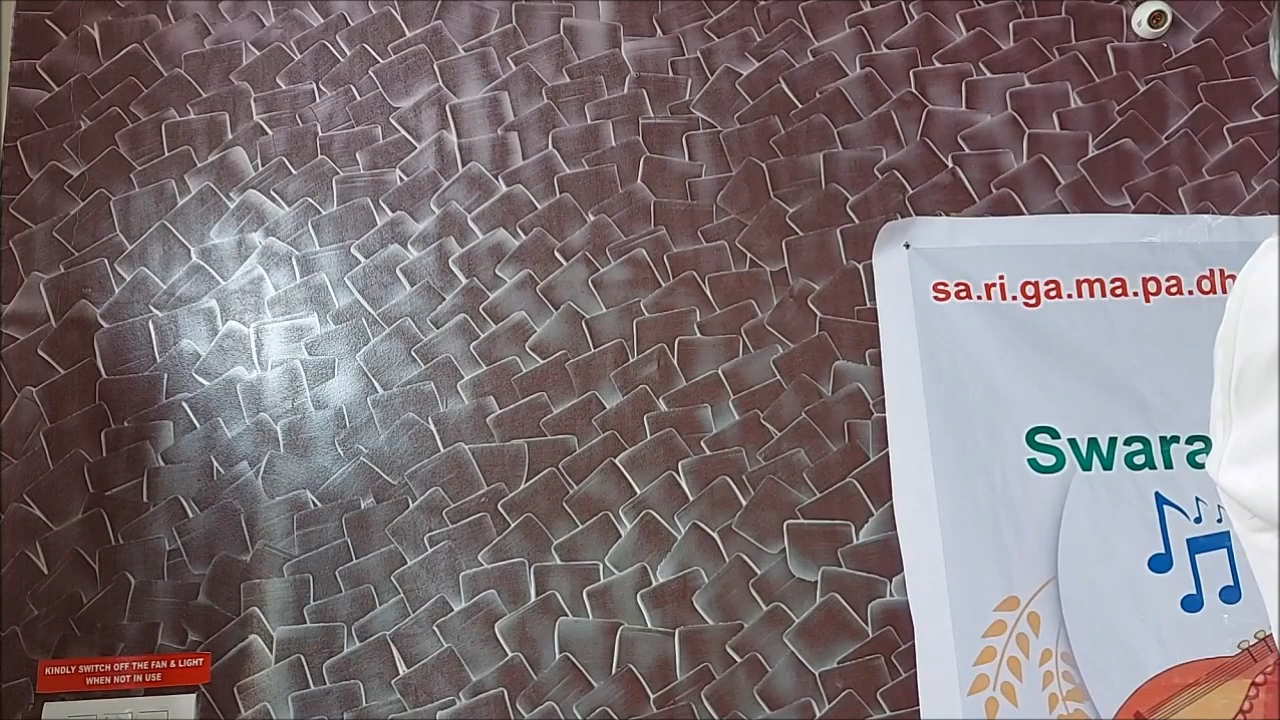 sa.ri.ga.ma.pa.dh
Swara
KINDLY SWITCH OFF THE FAN & LIGHT
WHEN NOT IN USE